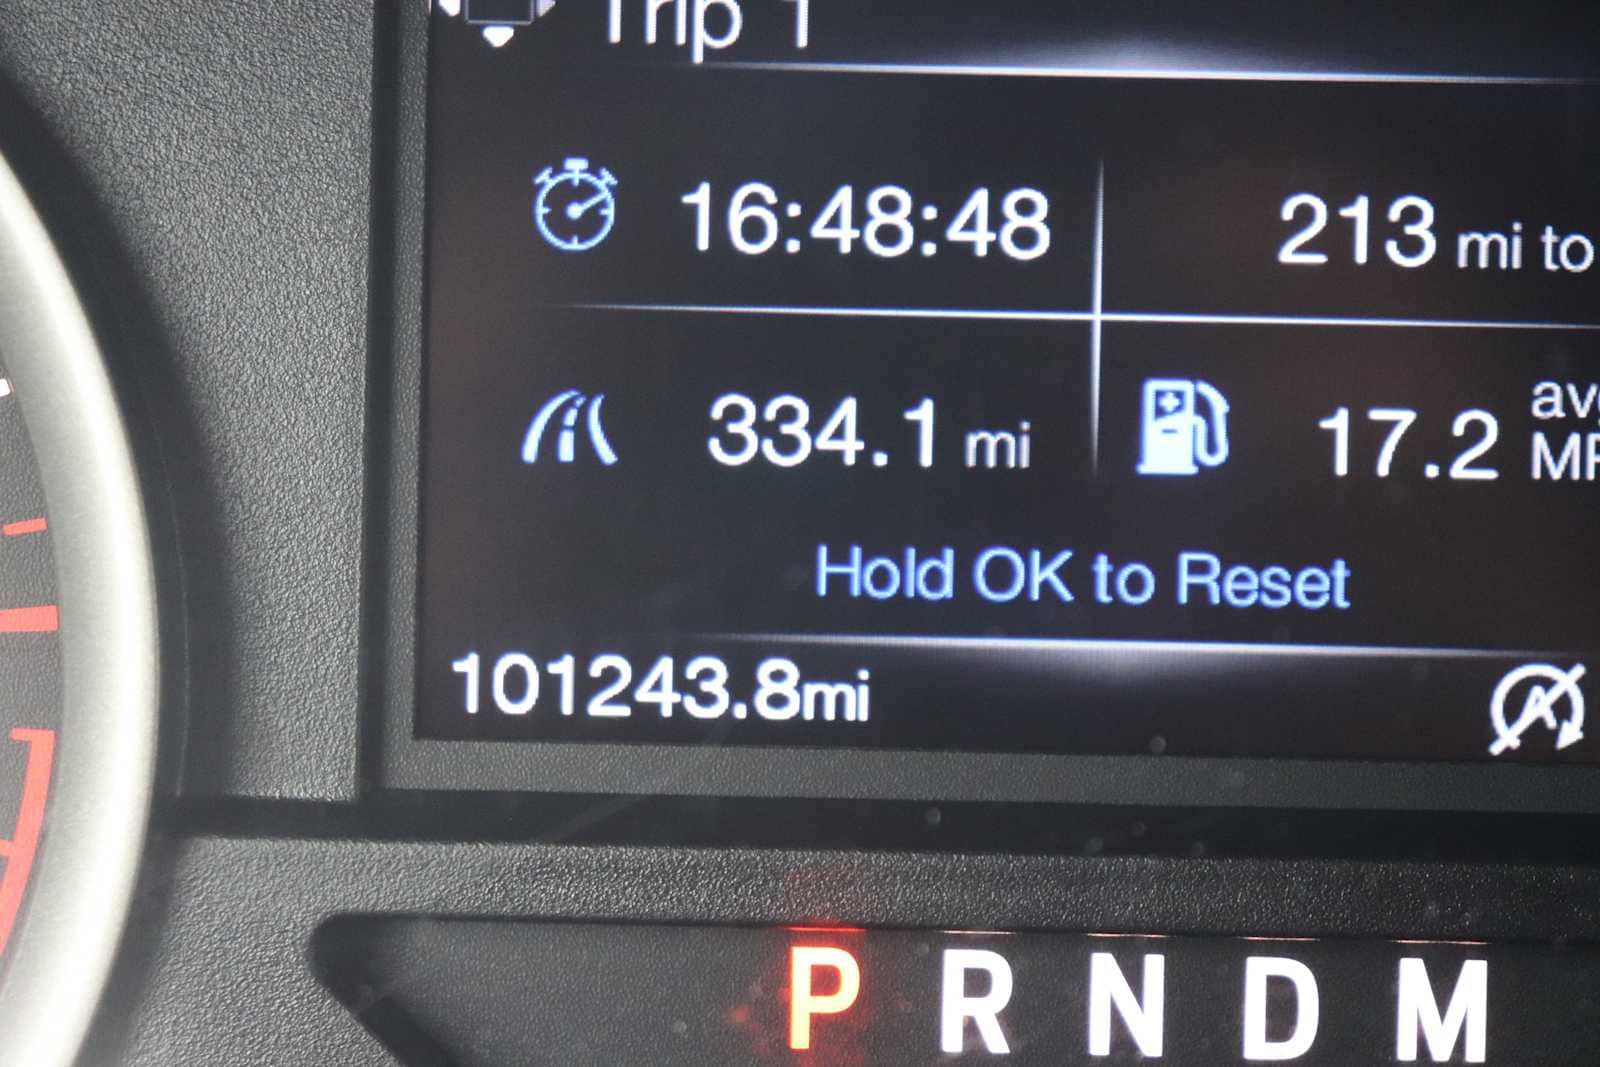 Trip 1
16:48:48
213 mi to
334.1 mi
17.2 avg
Hold OK to Reset
101243.8mi
P R N D M